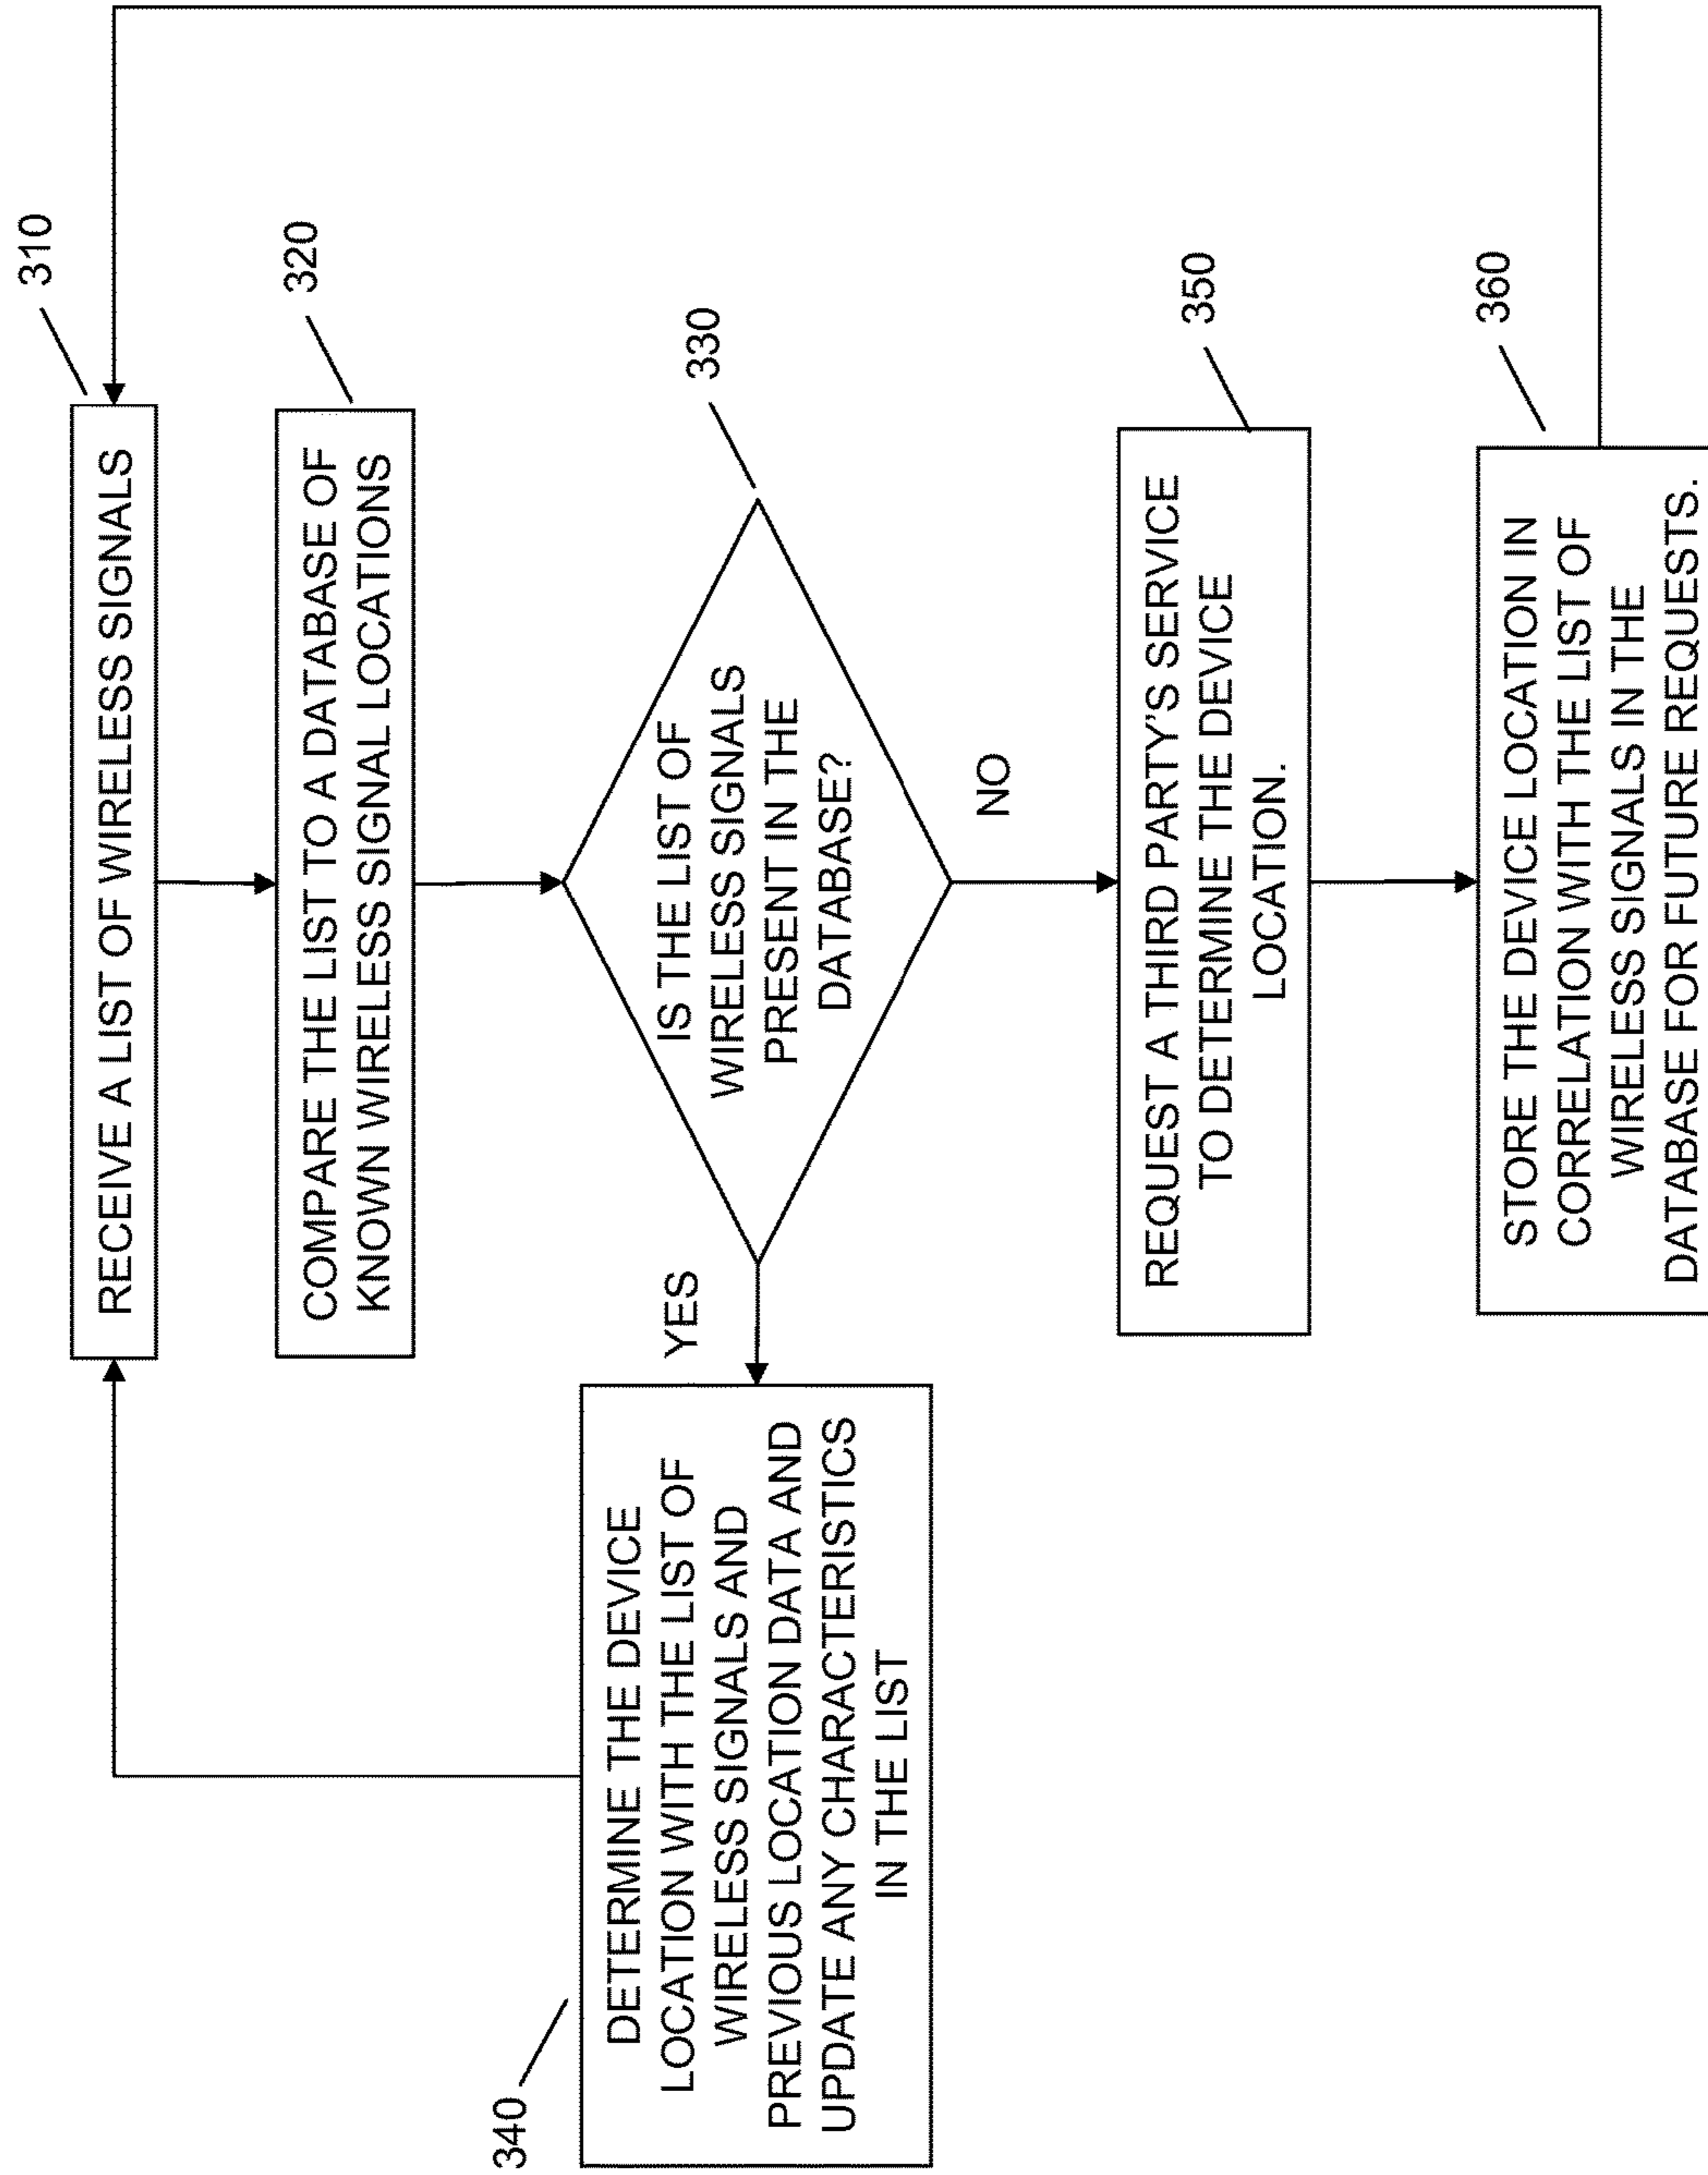 310
RECEIVE A LIST OF WIRELESS SIGNALS
320
COMPARE THE LIST TO A DATABASE OF
KNOWN WIRELESS SIGNAL LOCATIONS
330
IS THE LIST OF
WIRELESS SIGNALS
PRESENT IN THE
DATABASE?
YES
NO
340
DETERMINE THE DEVICE
LOCATION WITH THE LIST OF
WIRELESS SIGNALS AND
PREVIOUS LOCATION DATA AND
UPDATE ANY CHARACTERISTICS
IN THE LIST
350
REQUEST A THIRD PARTY'S SERVICE
TO DETERMINE THE DEVICE
LOCATION.
360
STORE THE DEVICE LOCATION IN
CORRELATION WITH THE LIST OF
WIRELESS SIGNALS IN THE
DATABASE FOR FUTURE REQUESTS.